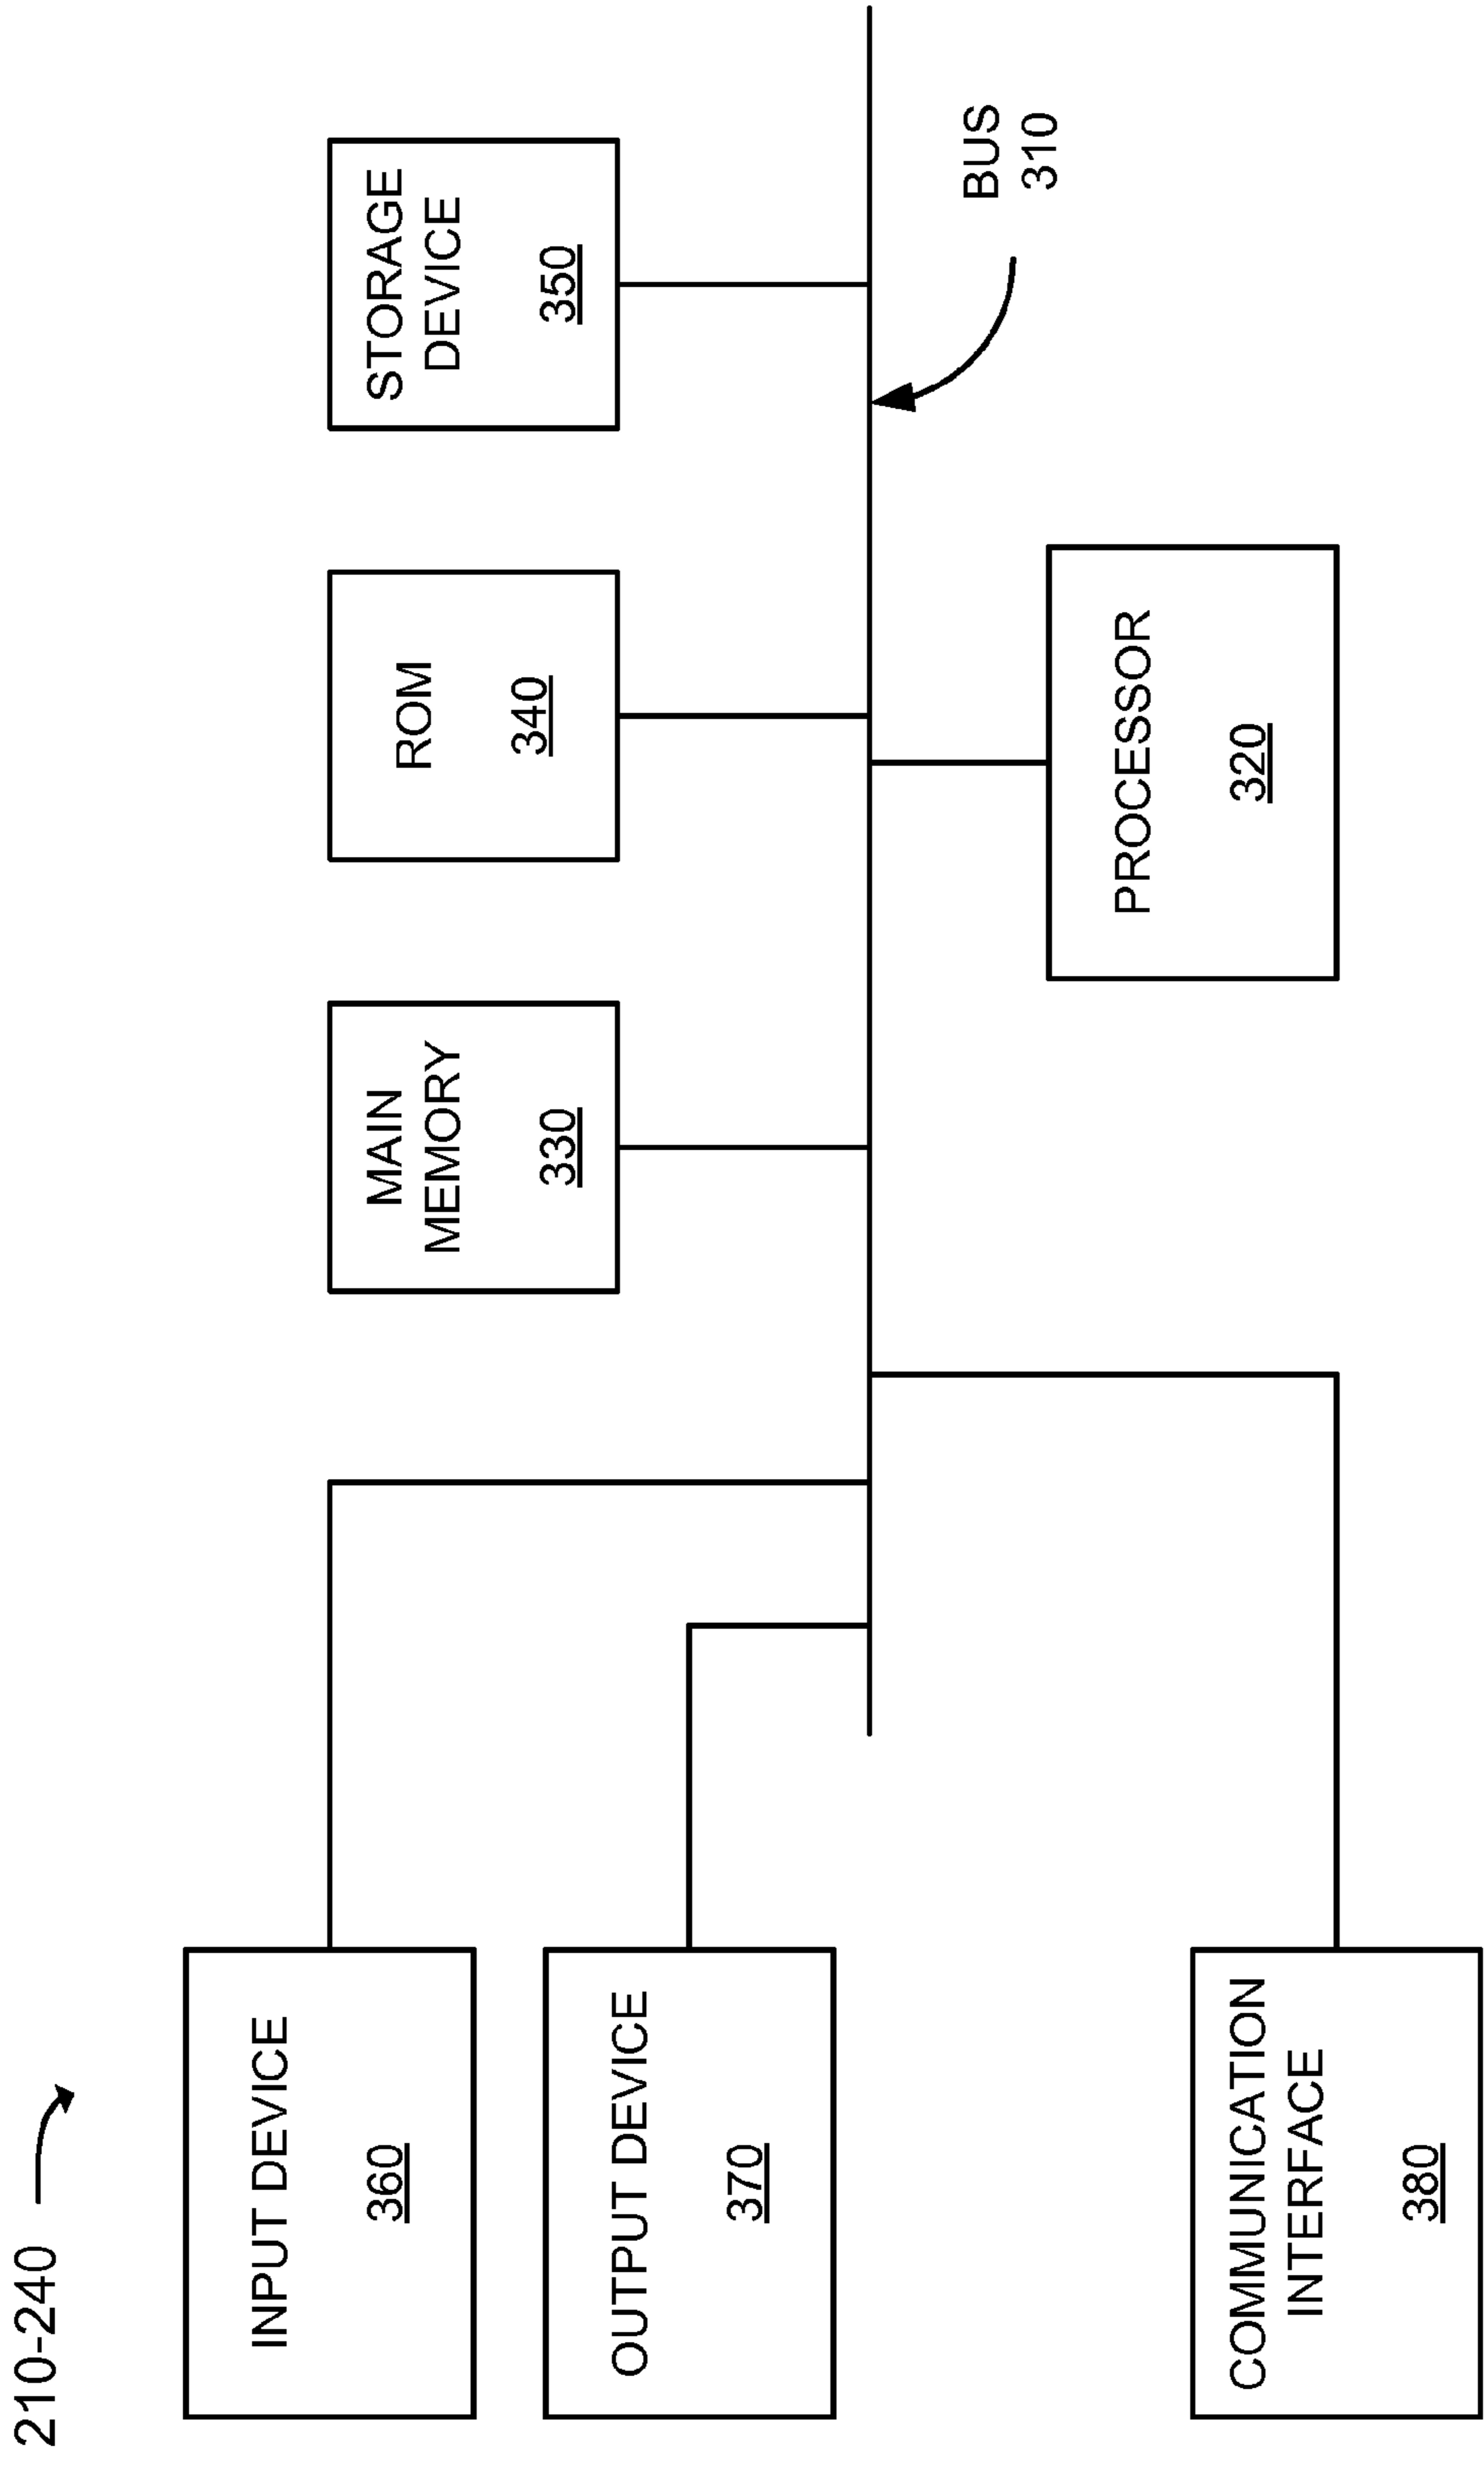 210-240
INPUT DEVICE
360
OUTPUT DEVICE
370
COMMUNICATION
INTERFACE
380
MAIN
MEMORY
330
ROM
340
STORAGE
DEVICE
350
PROCESSOR
320
BUS
310